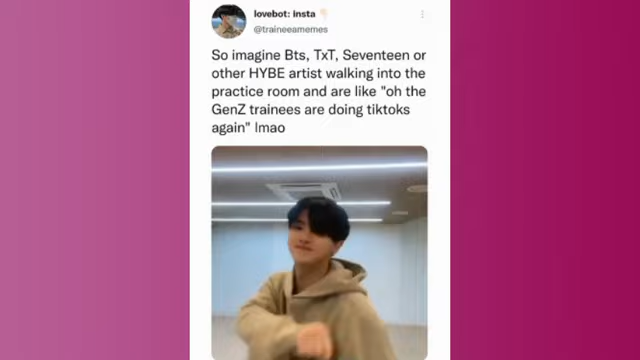 lovebot: insta
@traineeamemes
So imagine Bts, TxT, Seventeen or
other HYBE artist walking into the
practice room and are like "oh the
GenZ trainees are doing tiktoks
again" lmao